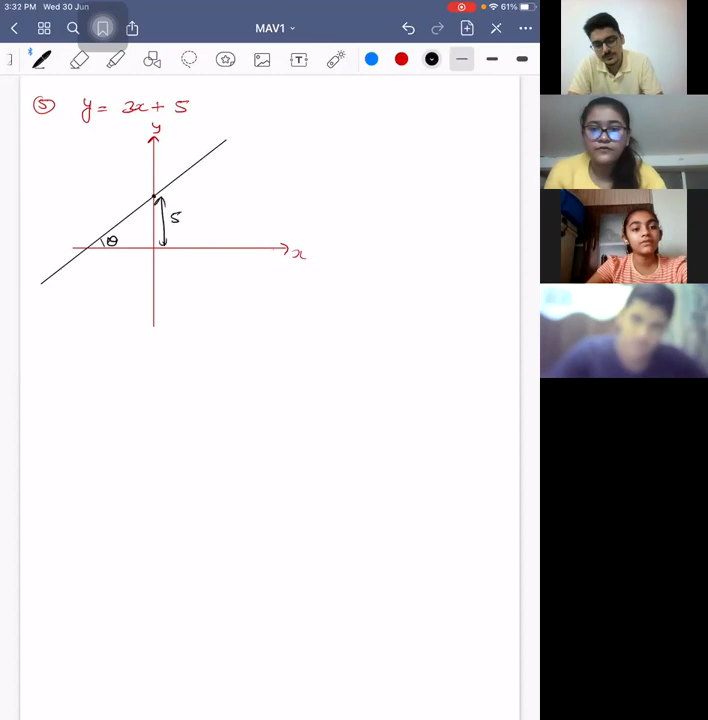 3:32 PM Wed 30 Jun
61%
MAV1
T
⑤ y = 2x + 5
y
5
θ
x